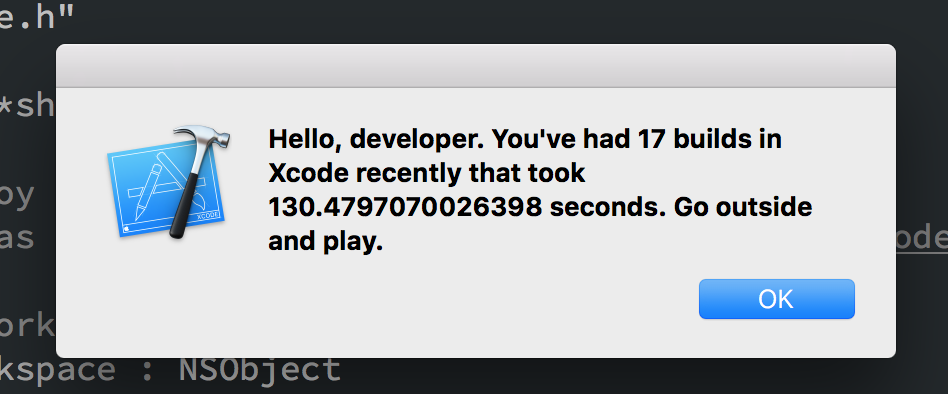 e.h"
*sh
Hello, developer. You've had 17 builds in
Xcode recently that took
130.4797070026398 seconds. Go outside
and play.
XCODE
oy
as
ode
OK
ork
kspace : NSObject